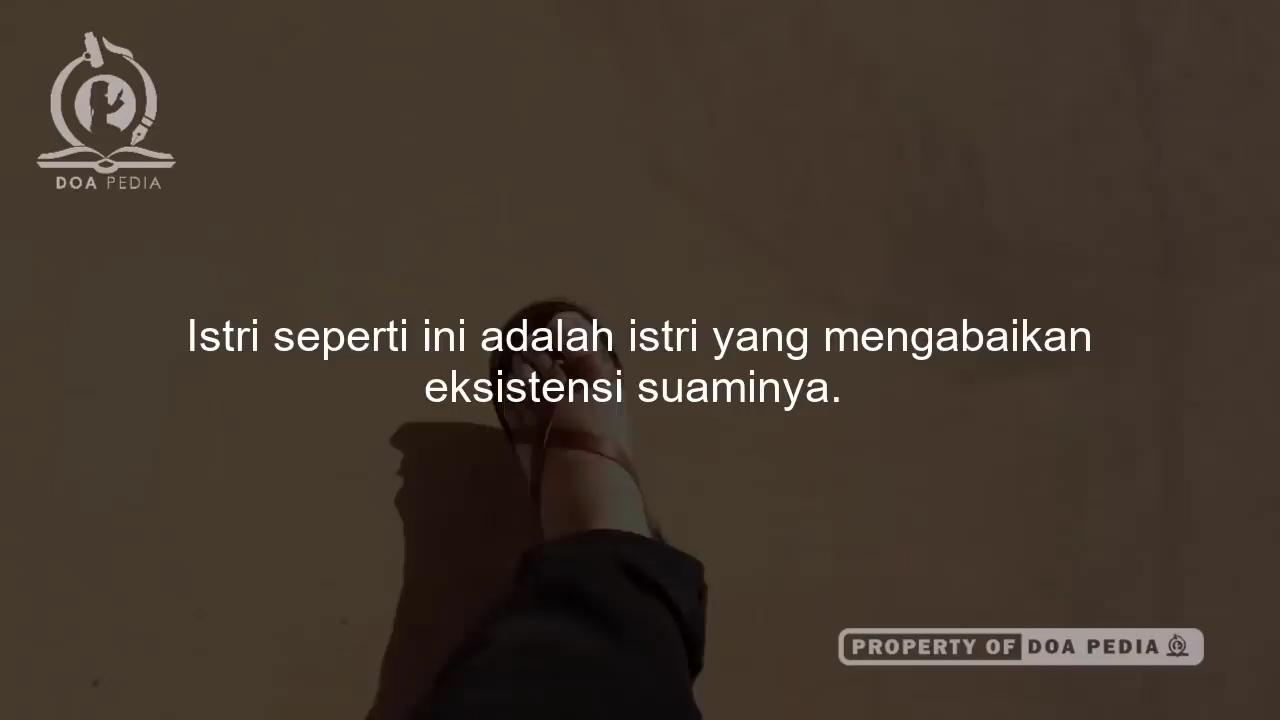 DOA PEDIA
Istri seperti ini adalah istri yang mengabaikan
eksistensi suaminya.
PROPERTY OF DOA PEDIA